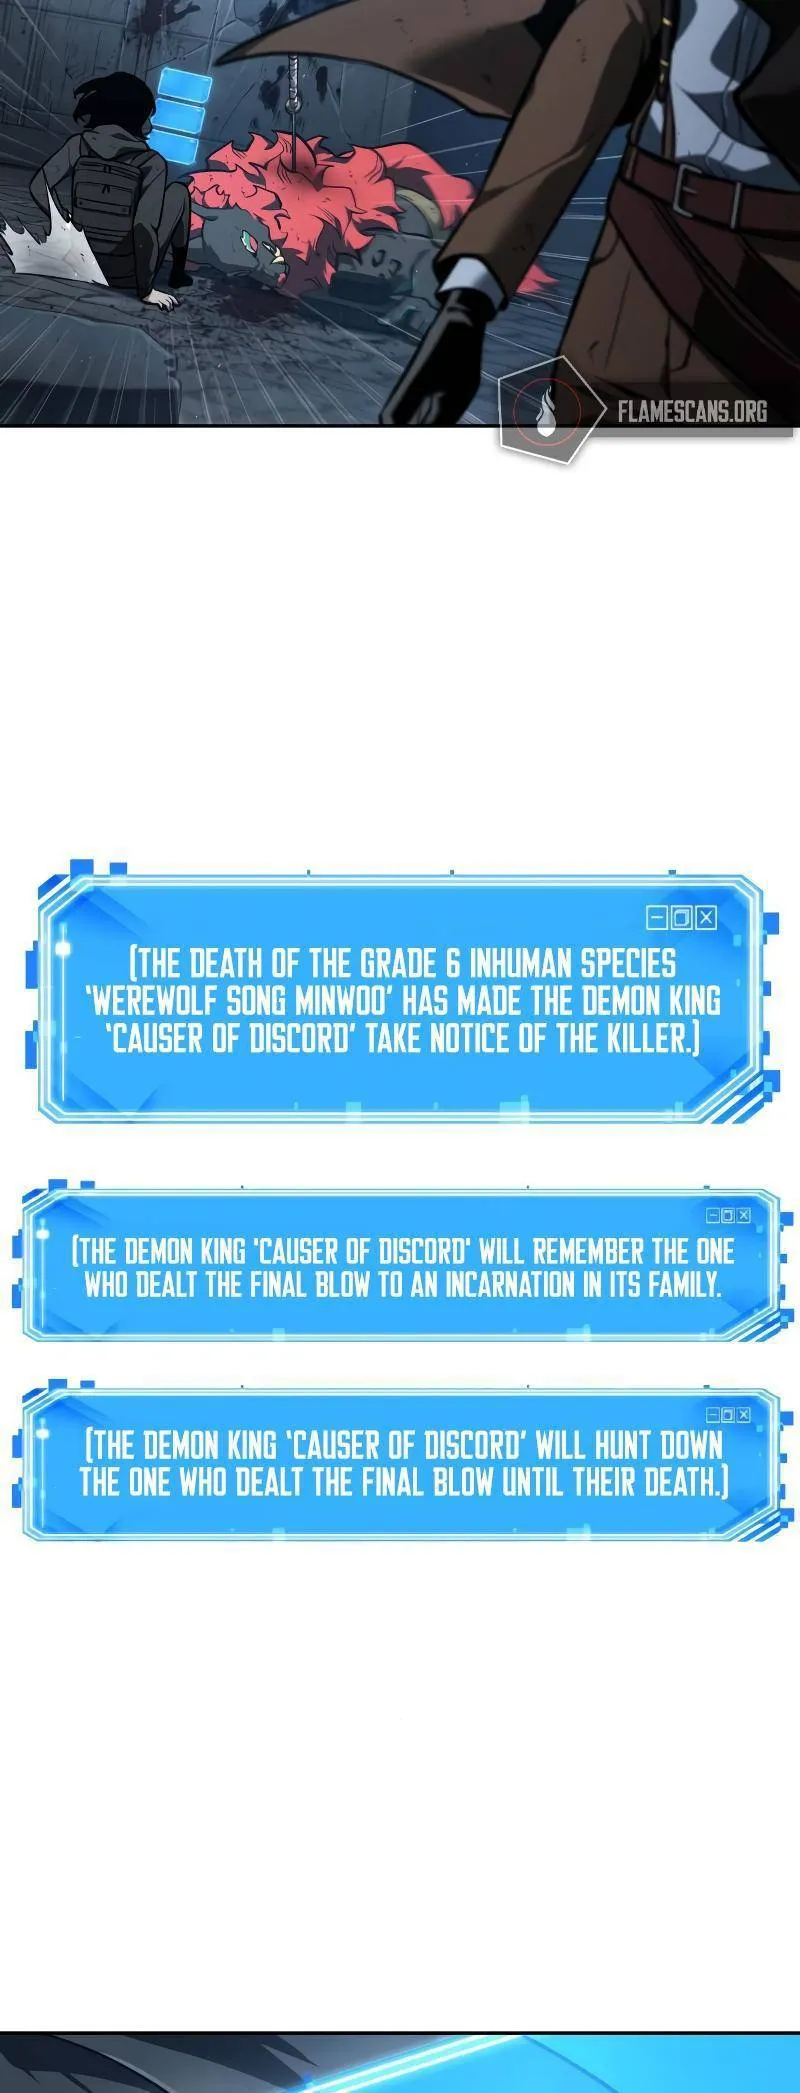 FLAMESCANS.ORG
[THE DEATH OF THE GRADE 6 INHUMAN SPECIES
'WEREWOLF SONG MINWOO' HAS MADE THE DEMON KING
'CAUSER OF DISCORD' TAKE NOTICE OF THE KILLER.]
[THE DEMON KING 'CAUSER OF DISCORD' WILL REMEMBER THE ONE
WHO DEALT THE FINAL BLOW TO AN INCARNATION IN ITS FAMILY.
[THE DEMON KING 'CAUSER OF DISCORD' WILL HUNT DOWN
THE ONE WHO DEALT THE FINAL BLOW UNTIL THEIR DEATH.]